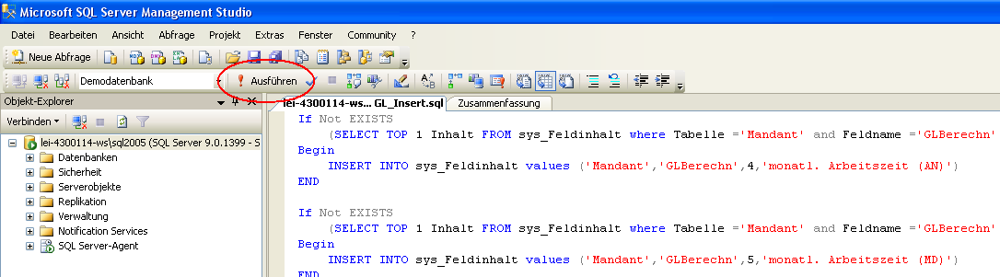 Microsoft SQL Server Management Studio
Datei Bearbeiten Ansicht Abfrage Projekt Extras Fenster Community ?
Neue Abfrage
Demodatenbank Ausführen
Objekt-Explorer
Verbinden
lei-4300114-ws\sql2005 (SQL Server 9.0.1399 - S
Datenbanken
Sicherheit
Serverobjekte
Replikation
Verwaltung
Notification Services
SQL Server-Agent
lei-4300114-ws... GL_Insert.sql Zusammenfassung
If Not EXISTS
(SELECT TOP 1 Inhalt FROM sys_Feldinhalt where Tabelle ='Mandant' and Feldname ='GLBerechn'
Begin
INSERT INTO sys_Feldinhalt values ('Mandant','GLBerechn',4,'monatl. Arbeitszeit (AN)')
END
If Not EXISTS
(SELECT TOP 1 Inhalt FROM sys_Feldinhalt where Tabelle ='Mandant' and Feldname ='GLBerechn'
Begin
INSERT INTO sys_Feldinhalt values ('Mandant','GLBerechn',5,'monatl. Arbeitszeit (MD)')
END